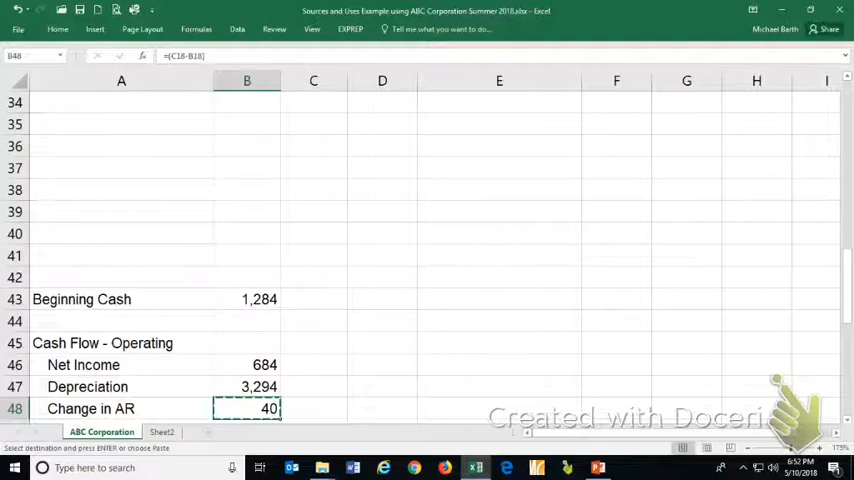 Sources and Uses Example using ABC Corporation Summer 2018.xlsx - Excel
Michael Barth
Share
File Home Insert Page Layout Formulas Data Review View EXPREP Tell me what you want to do...
B48 fx =(C18-B18)
A B C D E F G H I
34
35
36
37
38
39
40
41
42
43 Beginning Cash 1,284
44
45 Cash Flow - Operating
46 Net Income 684
47 Depreciation 3,294
48 Change in AR 40
Created with Doceri
ABC Corporation Sheet2
Select destination and press ENTER or choose Paste
175%
Type here to search
6:52 PM
5/10/2018